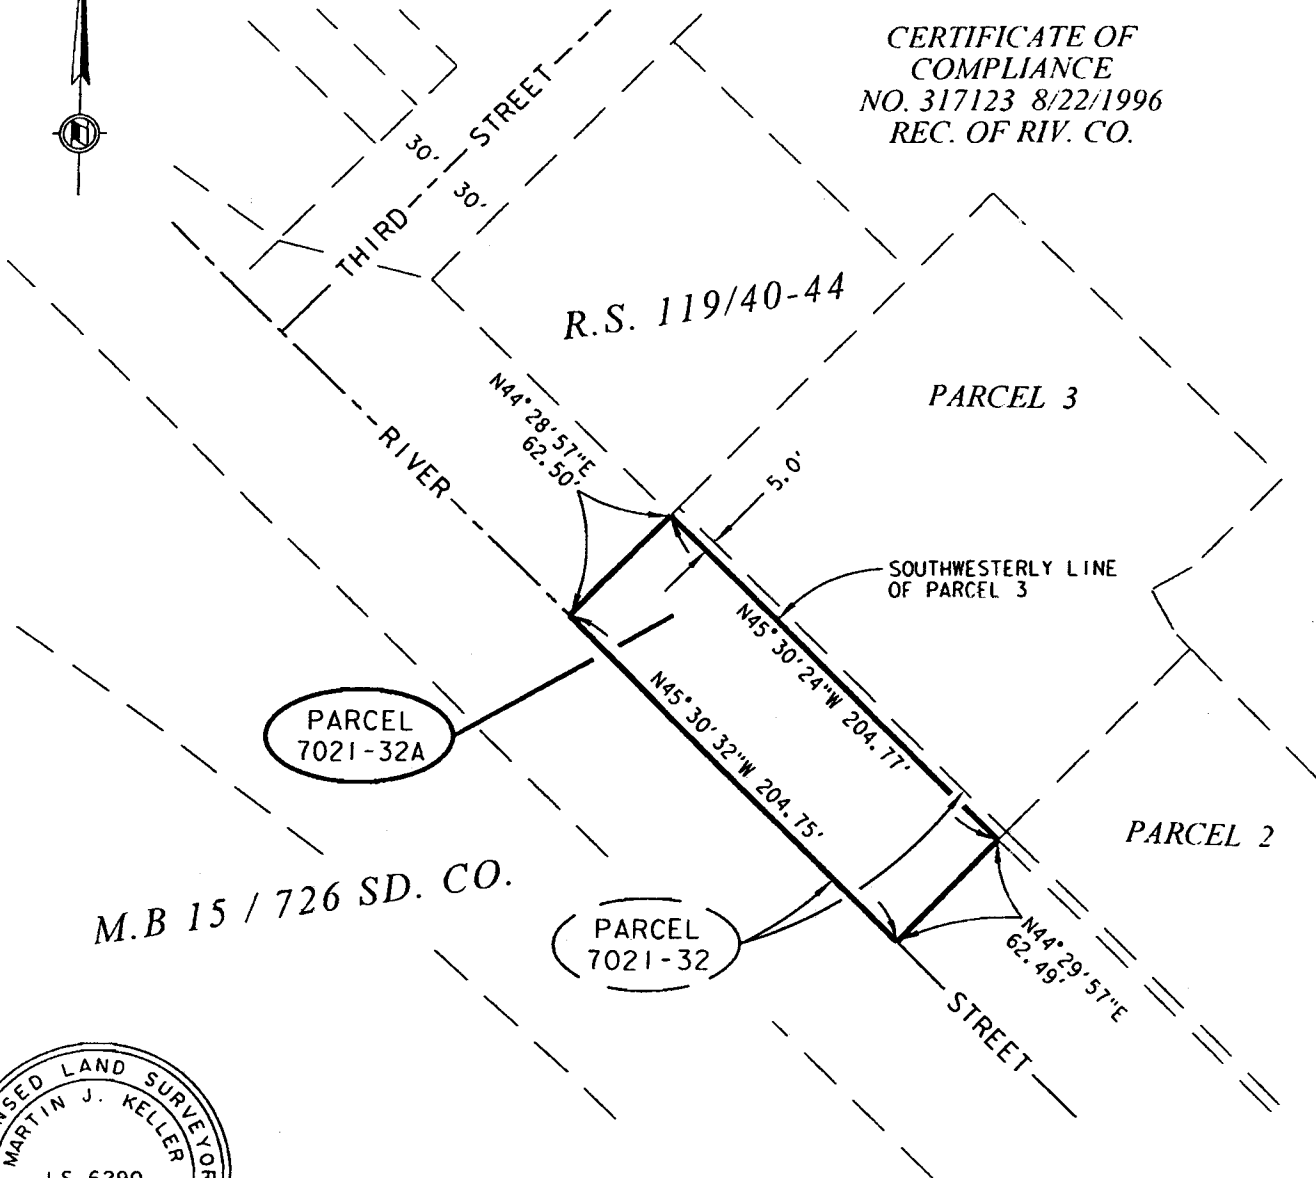 CERTIFICATE OF
COMPLIANCE
NO. 317123 8/22/1996
REC. OF RIV. CO.
THIRD STREET
30'
30'
R.S. 119/40-44
PARCEL 3
N44°28'57"E
62.50'
RIVER
5.0'
SOUTHWESTERLY LINE
OF PARCEL 3
N45°30'24"W 204.77'
N45°30'32"W 204.75'
PARCEL
7021-32A
PARCEL 2
M.B 15 / 726 SD. CO.
PARCEL
7021-32
N44°29'57"E
62.49'
STREET
LAND SURVEYOR
MARTIN J. KELLER